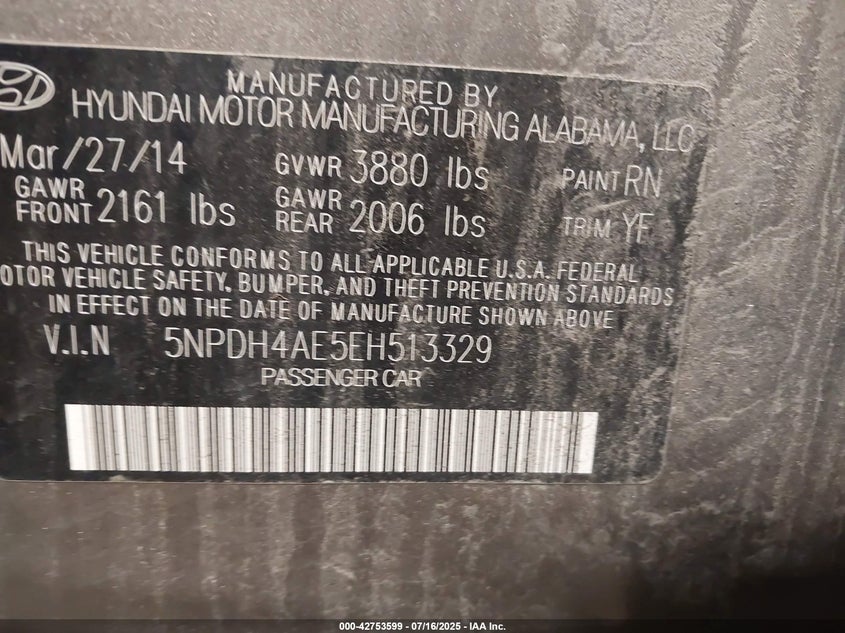 MANUFACTURED BY
HYUNDAI MOTOR MANUFACTURING ALABAMA, LLC
Mar/27/14 GVWR 3880 lbs PAINT RN
GAWR FRONT 2161 lbs GAWR REAR 2006 lbs TRIM YF
THIS VEHICLE CONFORMS TO ALL APPLICABLE U.S.A. FEDERAL
OTOR VEHICLE SAFETY, BUMPER, AND THEFT PREVENTION STANDARDS
IN EFFECT ON THE DATE OF MANUFACTURE SHOWN ABOVE
V.I.N 5NPDH4AE5EH513329
PASSENGER CAR
000-42753599 - 07/16/2025 - IAA Inc.